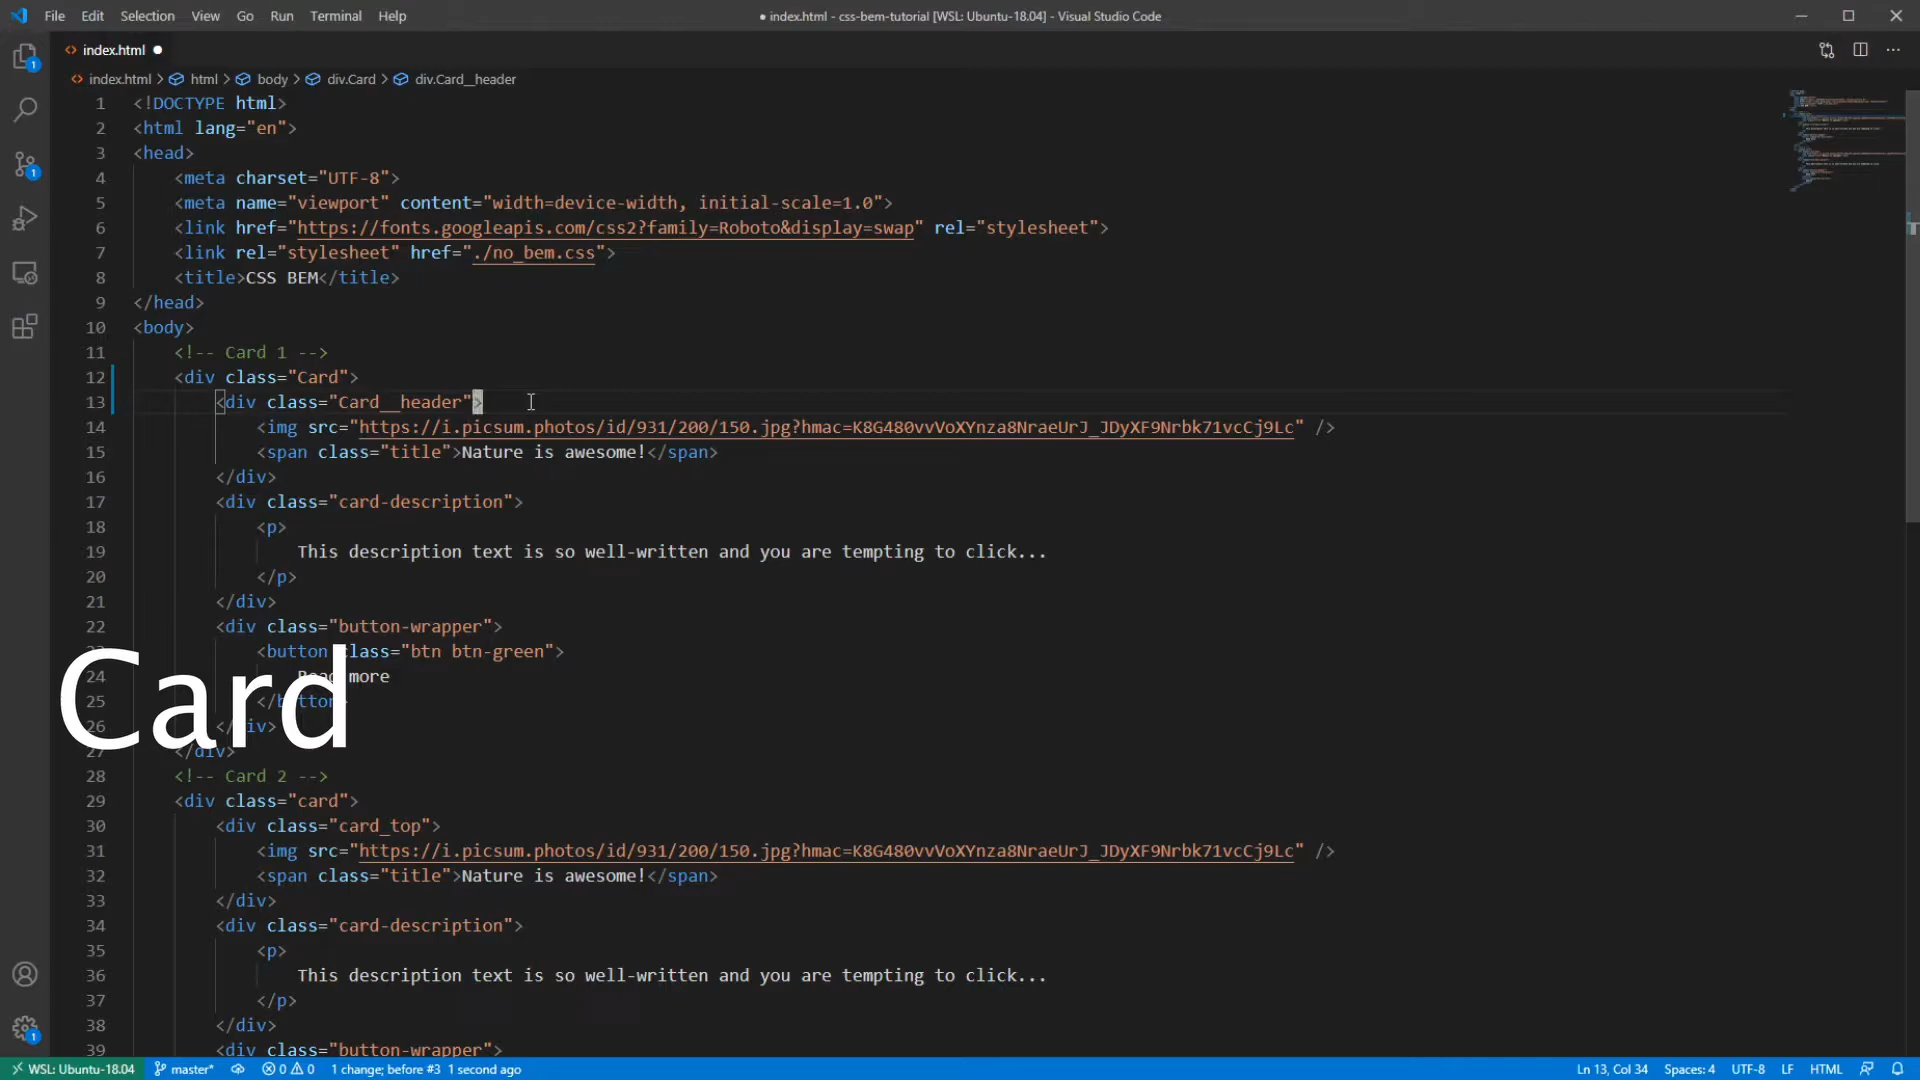 File Edit Selection View Go Run Terminal Help ● index.html - css-bem-tutorial [WSL: Ubuntu-18.04] - Visual Studio Code
<> index.html ●
<> index.html > html > body > div.Card > div.Card__header
1 <!DOCTYPE html>
2 <html lang="en">
3 <head>
4 <meta charset="UTF-8">
5 <meta name="viewport" content="width=device-width, initial-scale=1.0">
6 <link href="https://fonts.googleapis.com/css2?family=Roboto&display=swap" rel="stylesheet">
7 <link rel="stylesheet" href="./no_bem.css">
8 <title>CSS BEM</title>
9 </head>
10 <body>
11 <!-- Card 1 -->
12 <div class="Card">
13 <div class="Card__header">
14 <img src="https://i.picsum.photos/id/931/200/150.jpg?hmac=K8G480vvVoXYnza8NraeUrJ_JDyXF9Nrbk71vcCj9Lc" />
15 <span class="title">Nature is awesome!</span>
16 </div>
17 <div class="card-description">
18 <p>
19 This description text is so well-written and you are tempting to click...
20 </p>
21 </div>
22 <div class="button-wrapper">
23 <button class="btn btn-green">
24 Read more
25 </button>
26 </div>
27 </div>
Card
28 <!-- Card 2 -->
29 <div class="card">
30 <div class="card_top">
31 <img src="https://i.picsum.photos/id/931/200/150.jpg?hmac=K8G480vvVoXYnza8NraeUrJ_JDyXF9Nrbk71vcCj9Lc" />
32 <span class="title">Nature is awesome!</span>
33 </div>
34 <div class="card-description">
35 <p>
36 This description text is so well-written and you are tempting to click...
37 </p>
38 </div>
39 <div class="button-wrapper">
WSL: Ubuntu-18.04 master* 0 0 1 change; before #3 1 second ago Ln 13, Col 34 Spaces: 4 UTF-8 LF HTML